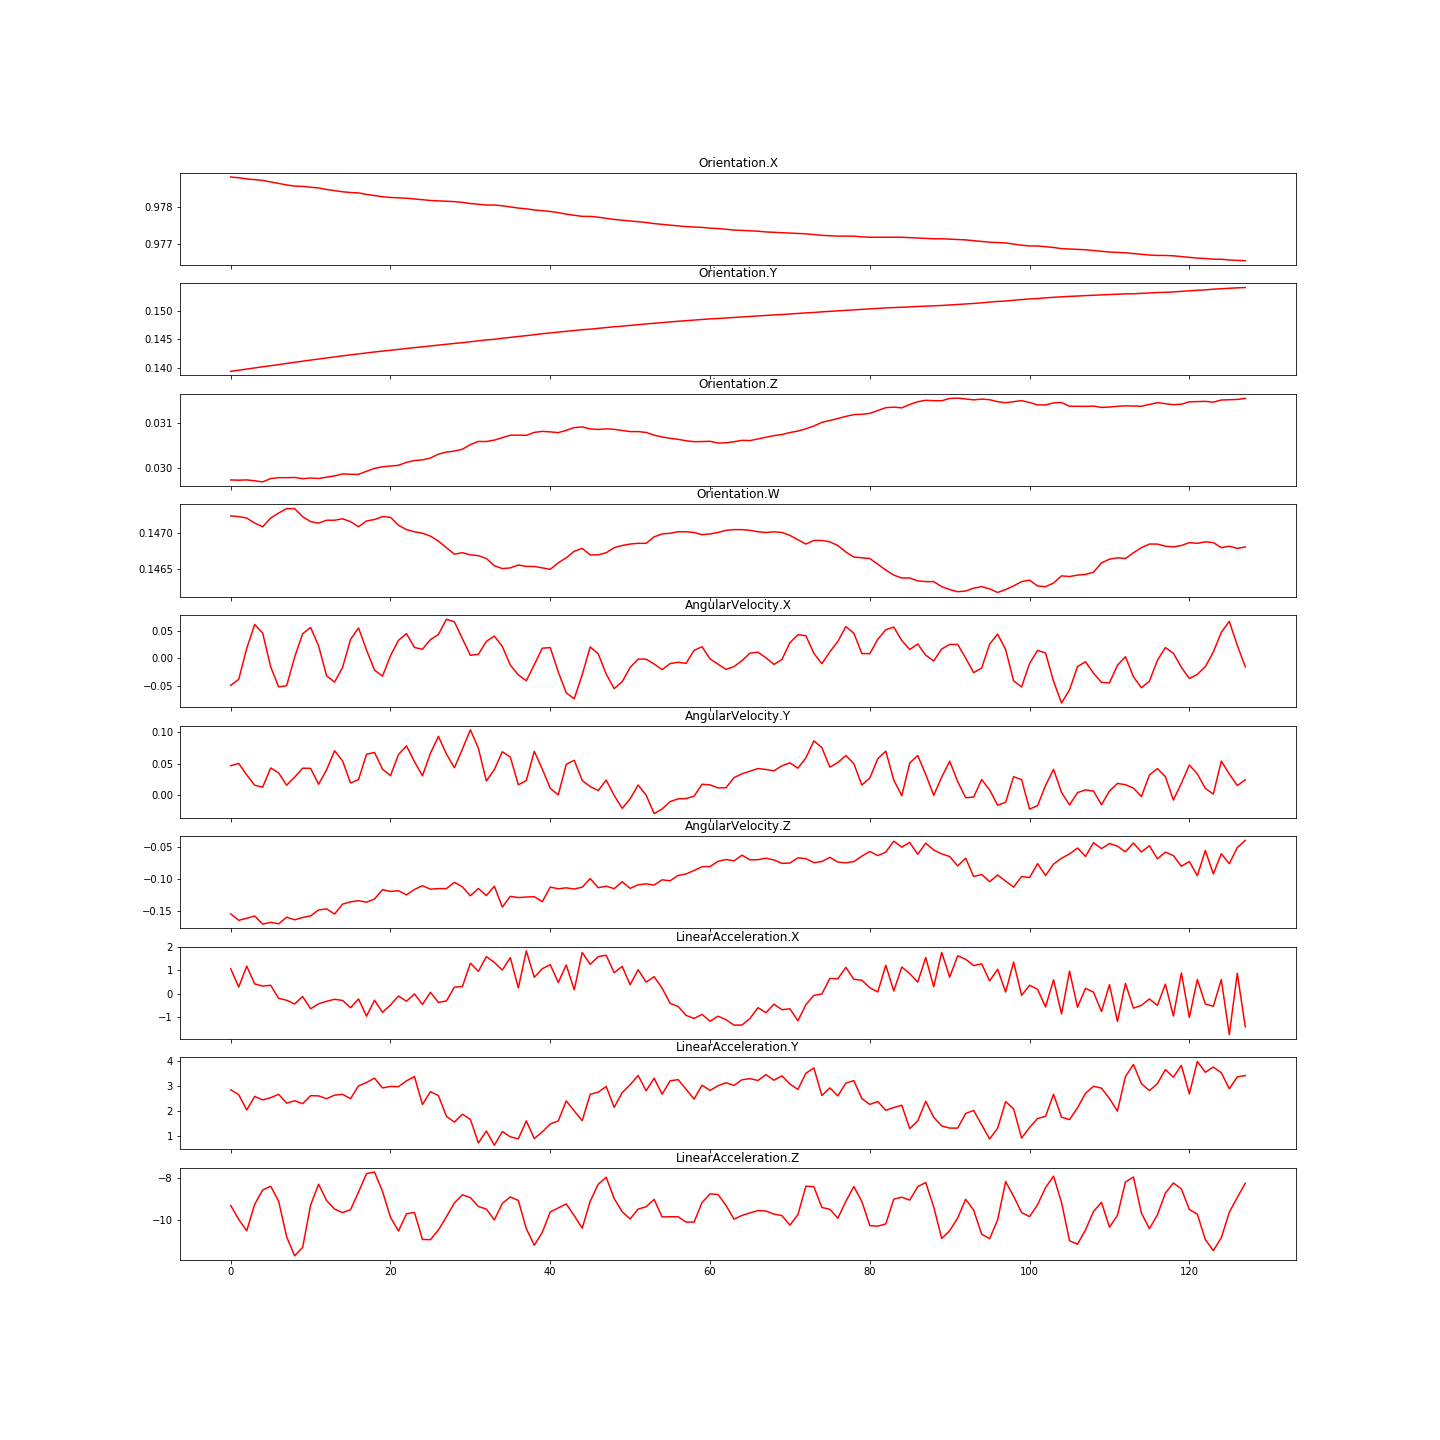 Orientation.X
0.978
0.977
Orientation.Y
0.150
0.145
0.140
Orientation.Z
0.031
0.030
Orientation.W
0.1470
0.1465
AngularVelocity.X
0.05
0.00
−0.05
AngularVelocity.Y
0.10
0.05
0.00
AngularVelocity.Z
−0.05
−0.10
−0.15
LinearAcceleration.X
2
1
0
−1
LinearAcceleration.Y
4
3
2
1
LinearAcceleration.Z
−8
−10
0 20 40 60 80 100 120